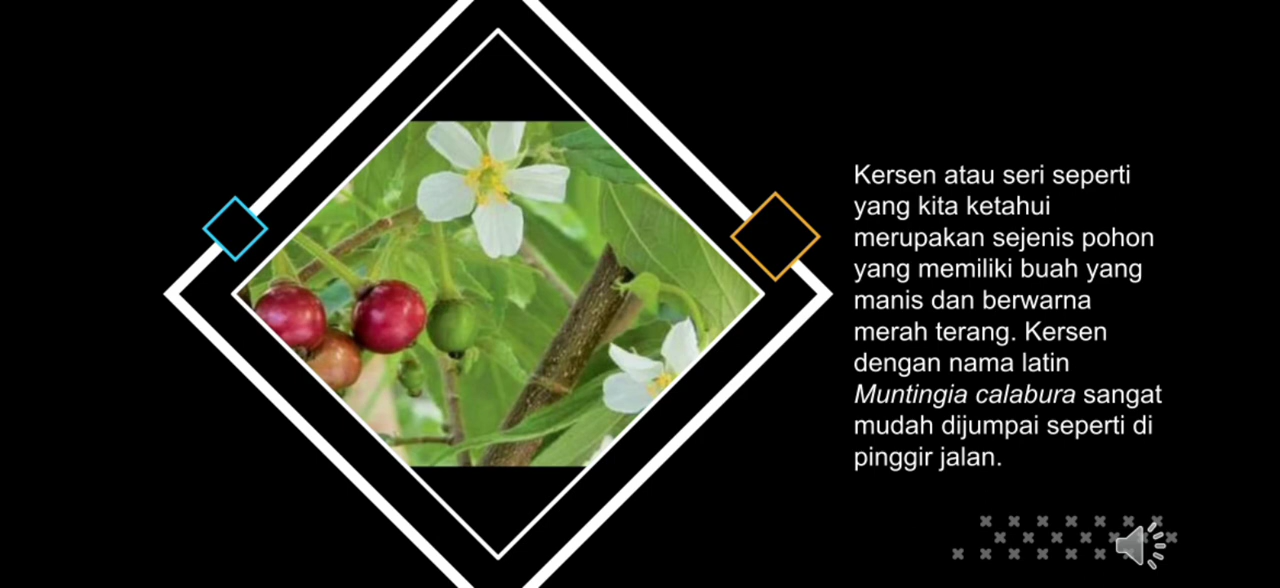 Kersen atau seri seperti
yang kita ketahui
merupakan sejenis pohon
yang memiliki buah yang
manis dan berwarna
merah terang. Kersen
dengan nama latin
Muntingia calabura sangat
mudah dijumpai seperti di
pinggir jalan.